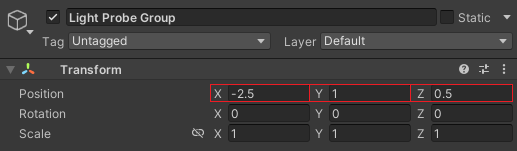 Light Probe Group Static
Tag Untagged Layer Default
Transform
Position X -2.5 Y 1 Z 0.5
Rotation X 0 Y 0 Z 0
Scale X 1 Y 1 Z 1